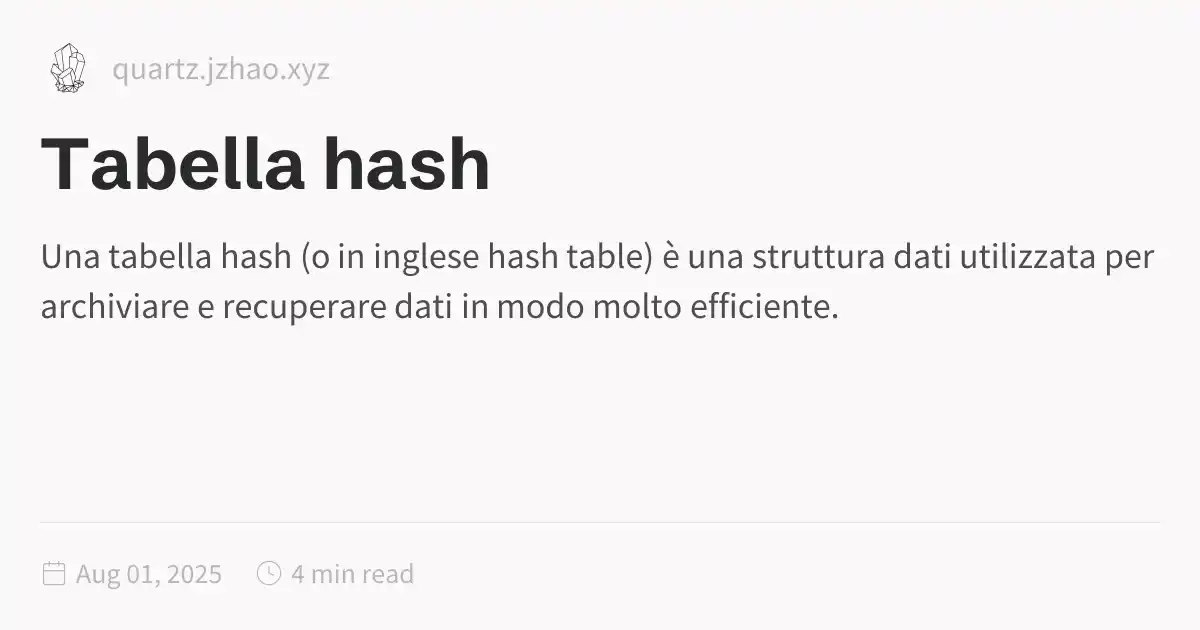 quartz.jzhao.xyz
Tabella hash
Una tabella hash (o in inglese hash table) è una struttura dati utilizzata per
archiviare e recuperare dati in modo molto efficiente.
Aug 01, 2025 4 min read